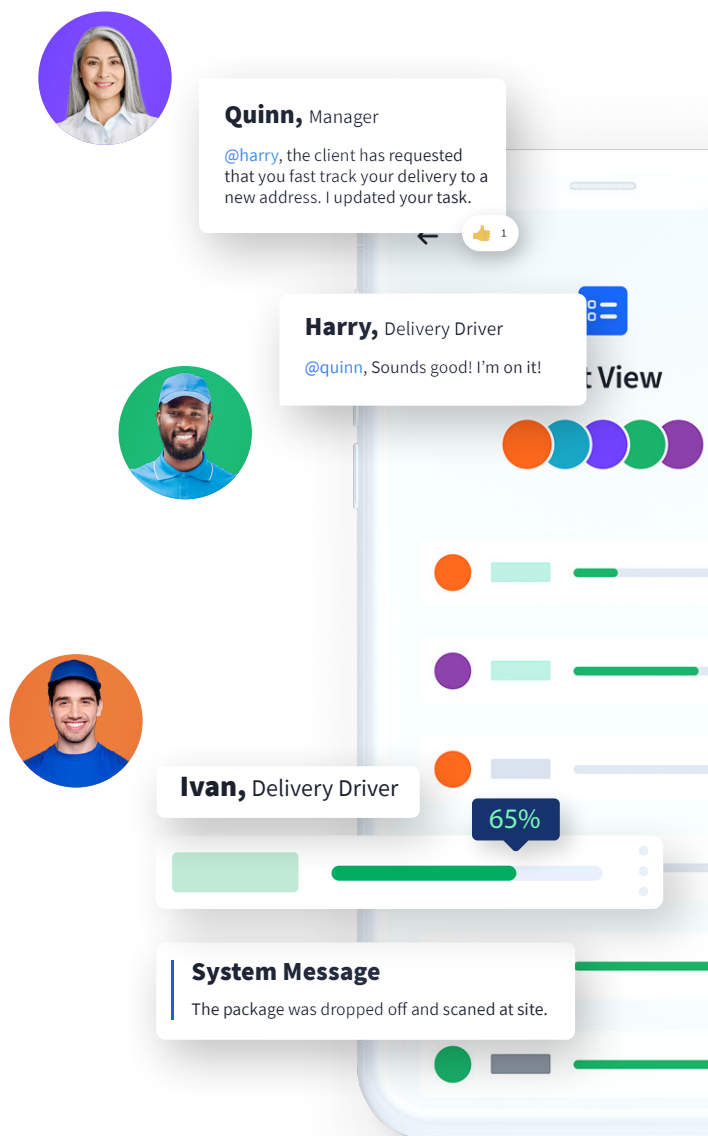 Quinn, Manager
@harry, the client has requested
that you fast track your delivery to a
new address. I updated your task.
1
Harry, Delivery Driver
@quinn, Sounds good! I'm on it!
t View
Ivan, Delivery Driver
65%
System Message
The package was dropped off and scaned at site.